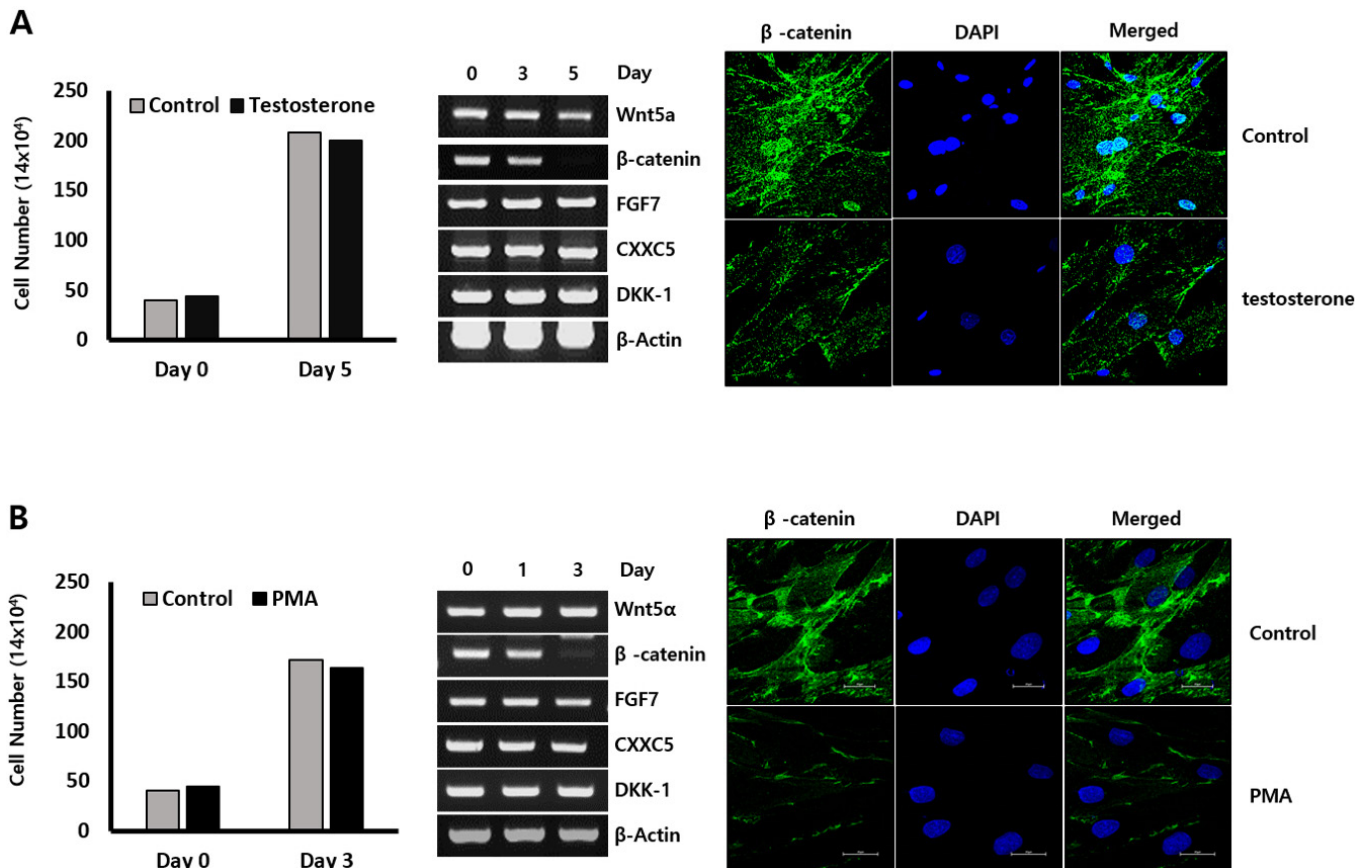 A
Cell Number (14x10⁴)
250
200
150
100
50
0
Control Testosterone
Day 0 Day 5
0 3 5 Day
Wnt5a
β-catenin
FGF7
CXXC5
DKK-1
β-Actin
β -catenin DAPI Merged
Control
testosterone
B
Cell Number (14x10⁴)
250
200
150
100
50
0
Control PMA
Day 0 Day 3
0 1 3 Day
Wnt5α
β -catenin
FGF7
CXXC5
DKK-1
β-Actin
β -catenin DAPI Merged
Control
PMA